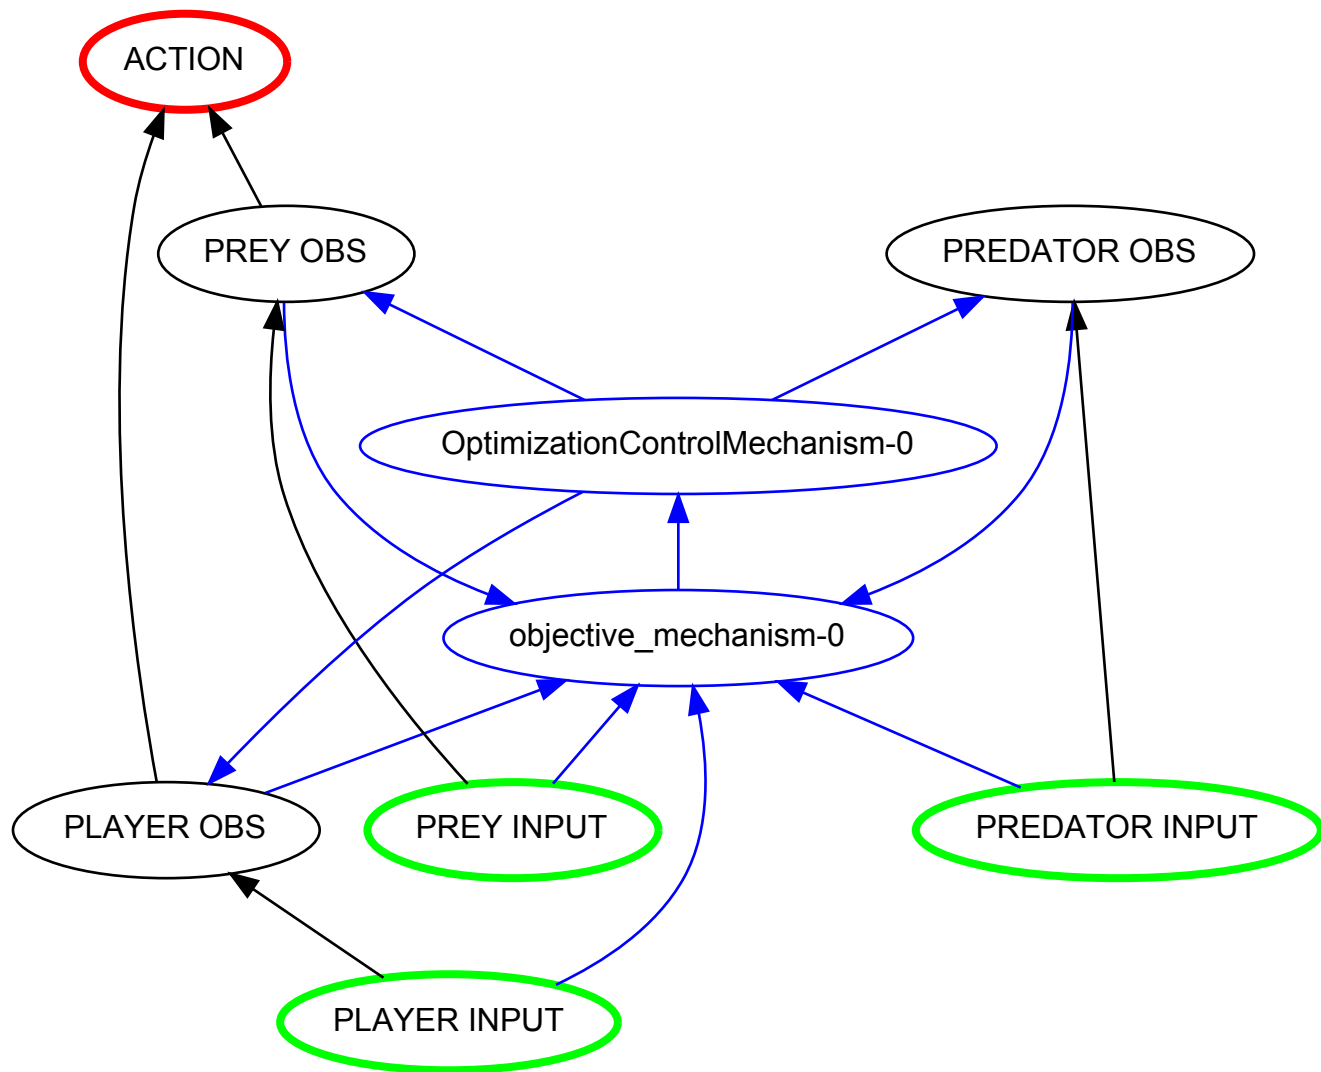 ACTION
PREY OBS
PREDATOR OBS
OptimizationControlMechanism-0
objective_mechanism-0
PLAYER OBS
PREY INPUT
PREDATOR INPUT
PLAYER INPUT